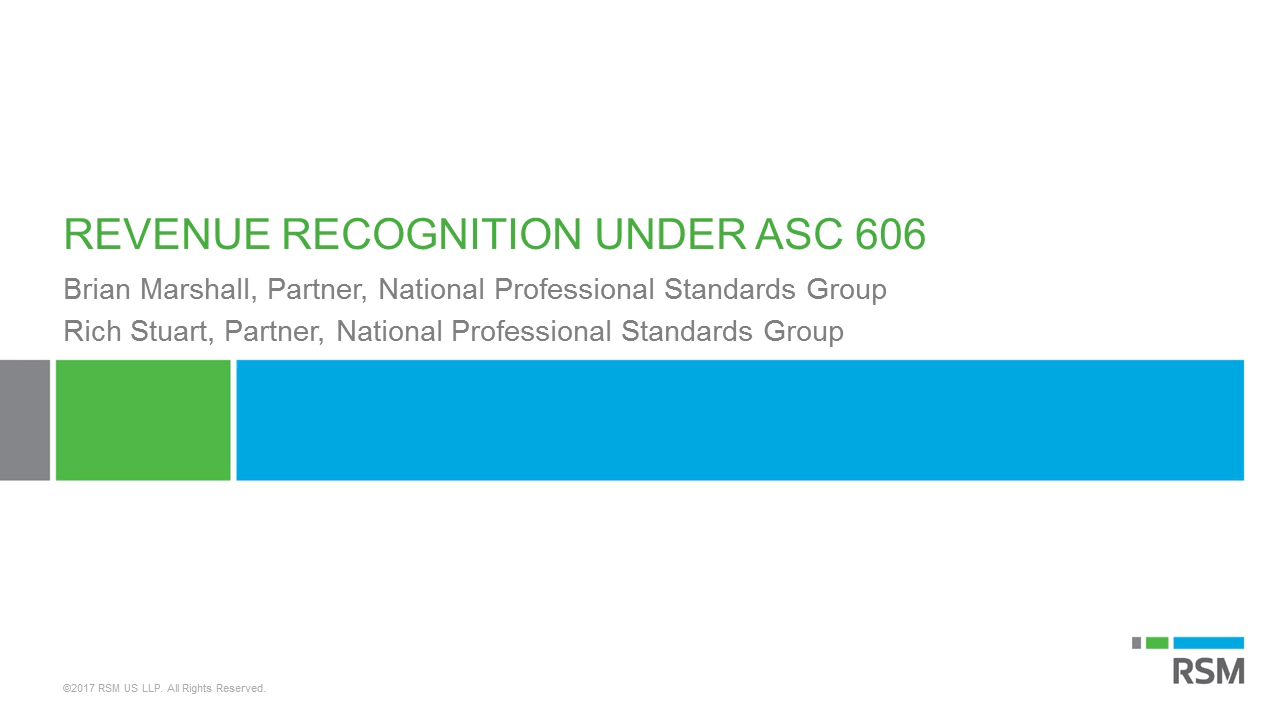 REVENUE RECOGNITION UNDER ASC 606
Brian Marshall, Partner, National Professional Standards Group
Rich Stuart, Partner, National Professional Standards Group
RSM
©2017 RSM US LLP. All Rights Reserved.